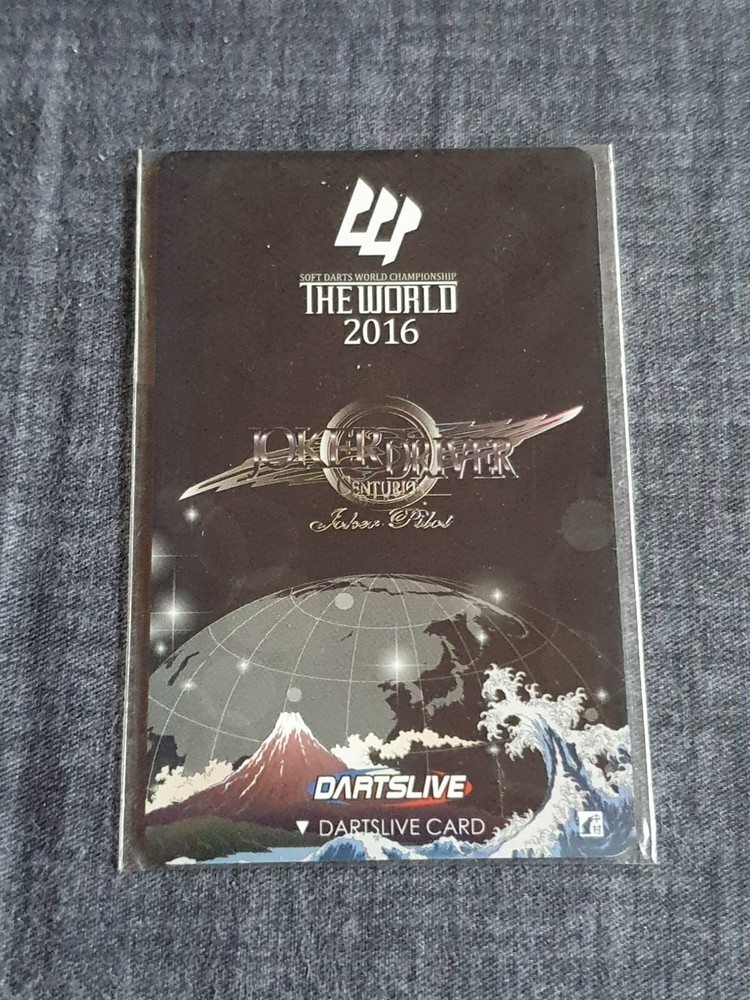 SOFT DARTS WORLD CHAMPIONSHIP
THE WORLD
2016
JOKER DRIVER
CENTURIA
Joker Pilot
DARTSLIVE
▼ DARTSLIVE CARD